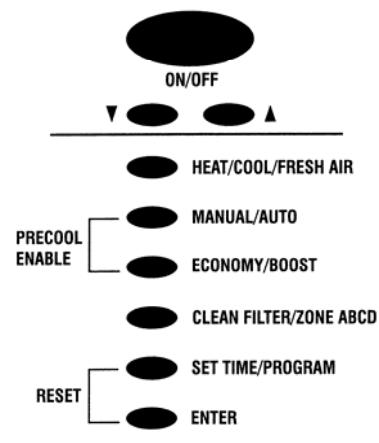 ON/OFF
▼ ▲
HEAT/COOL/FRESH AIR
MANUAL/AUTO
PRECOOL
ENABLE
ECONOMY/BOOST
CLEAN FILTER/ZONE ABCD
SET TIME/PROGRAM
RESET
ENTER